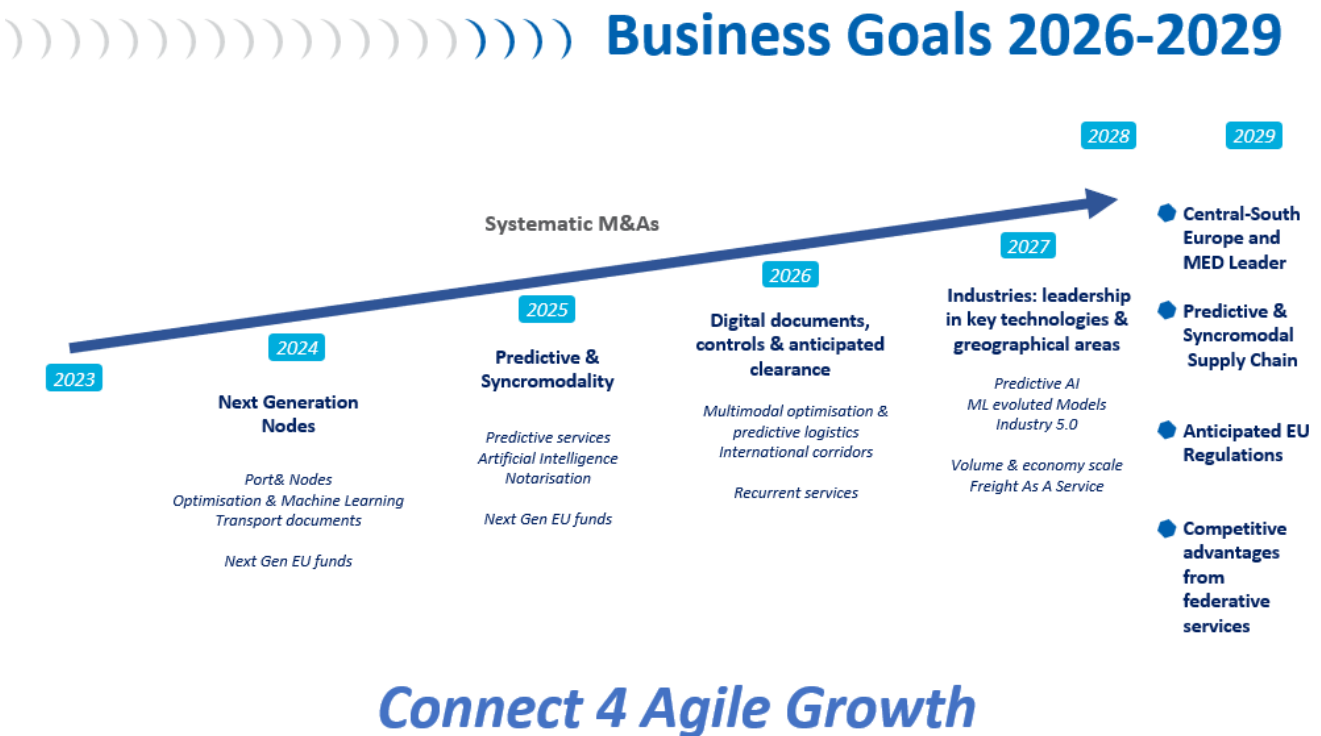 Business Goals 2026-2029
2028
2029
Systematic M&As
2023
2024
Next Generation
Nodes
Port& Nodes
Optimisation & Machine Learning
Transport documents
Next Gen EU funds
2025
Predictive &
Syncromodality
Predictive services
Artificial Intelligence
Notarisation
Next Gen EU funds
2026
Digital documents,
controls & anticipated
clearance
Multimodal optimisation &
predictive logistics
International corridors
Recurrent services
2027
Industries: leadership
in key technologies &
greographical areas
Predictive AI
ML evoluted Models
Industry 5.0
Volume & economy scale
Freight As A Service
Central-South
Europe and
MED Leader
Predictive &
Syncromodal
Supply Chain
Anticipated EU
Regulations
Competitive
advantages
from
federative
services
Connect 4 Agile Growth